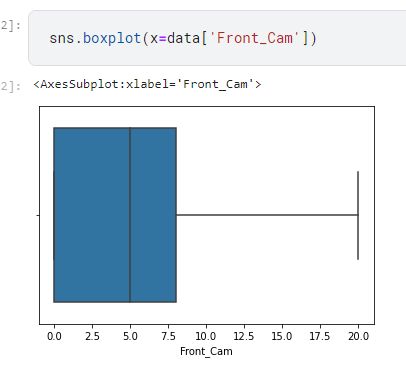 2]:
sns.boxplot(x=data['Front_Cam'])
2]:
<AxesSubplot:xlabel='Front_Cam'>
0.0 2.5 5.0 7.5 10.0 12.5 15.0 17.5 20.0
Front_Cam